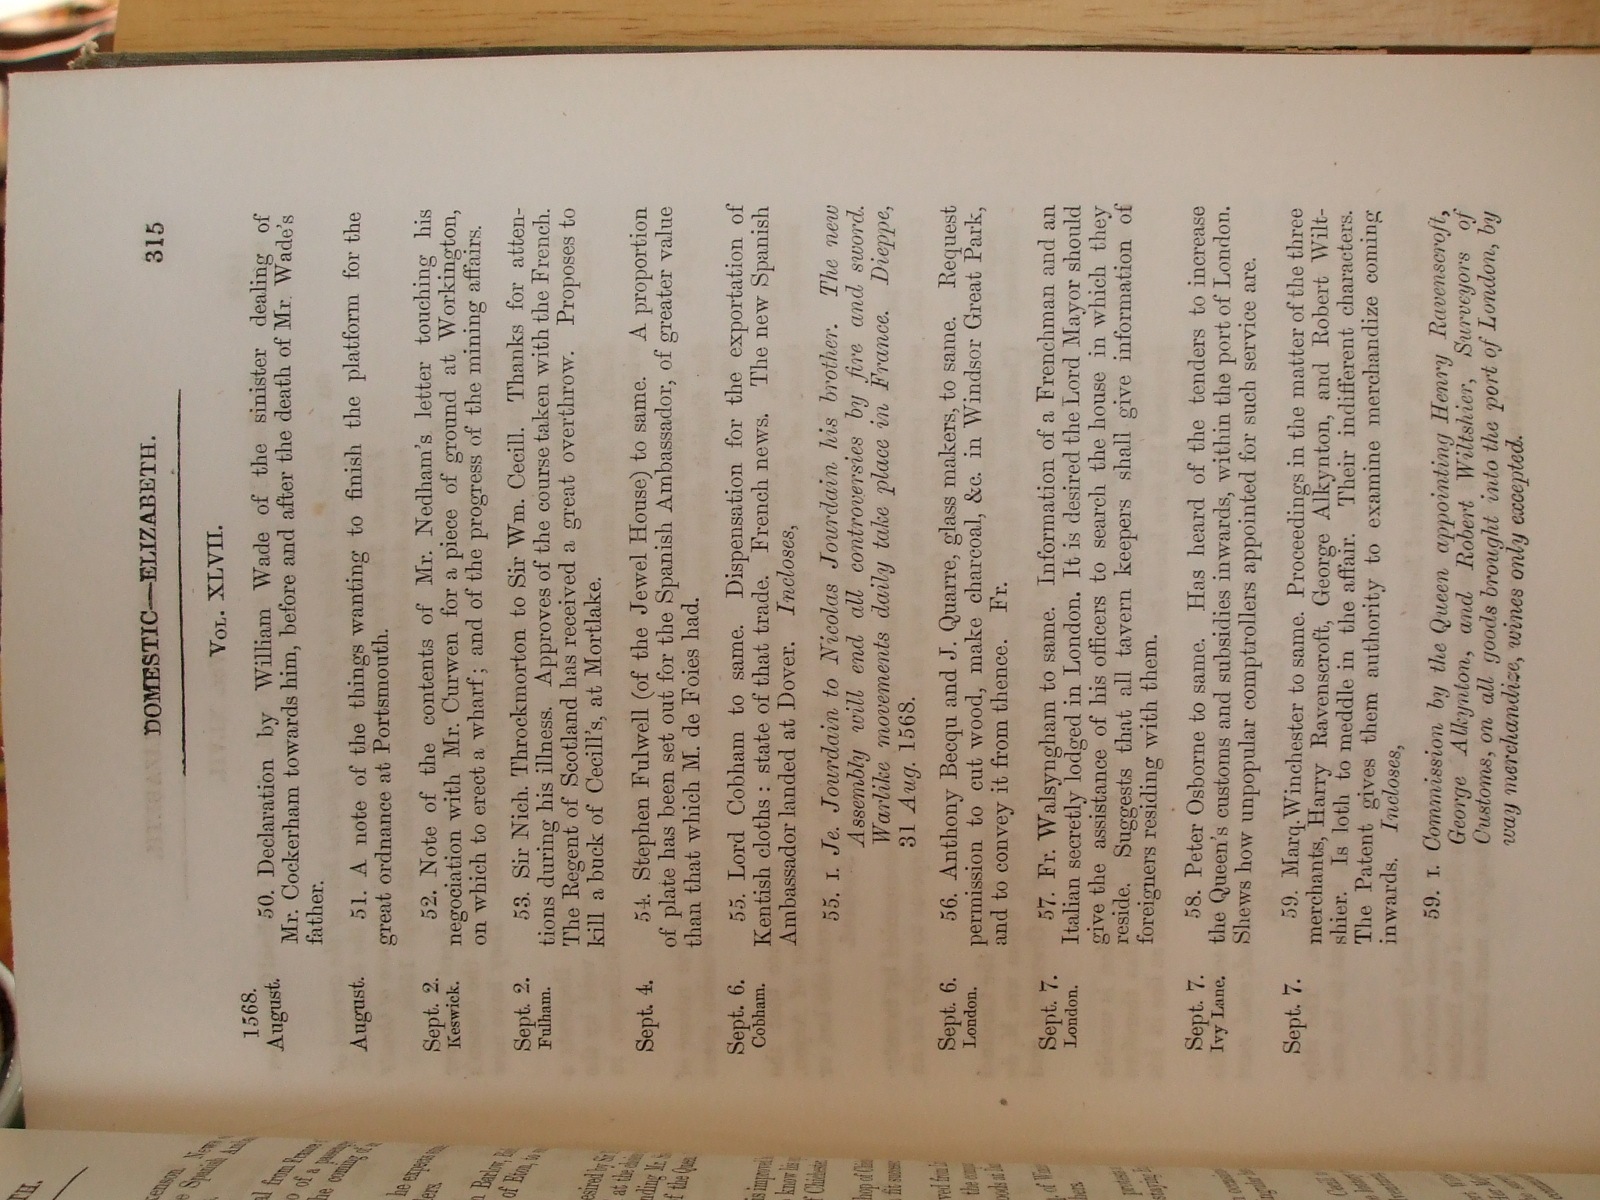 DOMESTIC—ELIZABETH. 315
VOL. XLVII.
1568.
August. 50. Declaration by William Wade of the sinister dealing of
Mr. Cockerham towards him, before and after the death of Mr. Wade's
father.
August. 51. A note of the things wanting to finish the platform for the
great ordnance at Portsmouth.
Sept. 2. 52. Note of the contents of Mr. Nedham's letter touching his
Keswick. negociation with Mr. Curwen for a piece of ground at Workington,
on which to erect a wharf; and of the progress of the mining affairs.
Sept. 2. 53. Sir Nich. Throckmorton to Sir Wm. Cecill. Thanks for atten-
Fulham. tions during his illness. Approves of the course taken with the French.
The Regent of Scotland has received a great overthrow. Proposes to
kill a buck of Cecill's, at Mortlake.
Sept. 4. 54. Stephen Fulwell (of the Jewel House) to same. A proportion
of plate has been set out for the Spanish Ambassador, of greater value
than that which M. de Foies had.
Sept. 6. 55. Lord Cobham to same. Dispensation for the exportation of
Cobham. Kentish cloths: state of that trade. French news. The new Spanish
Ambassador landed at Dover. Incloses,
55. I. Je. Jourdain to Nicolas Jourdain his brother. The new
Assembly will end all controversies by fire and sword.
Warlike movements daily take place in France. Dieppe,
31 Aug. 1568.
Sept. 6. 56. Anthony Becqu and J. Quarre, glass makers, to same. Request
London. permission to cut wood, make charcoal, &c. in Windsor Great Park,
and to convey it from thence. Fr.
Sept. 7. 57. Fr. Walsyngham to same. Information of a Frenchman and an
London. Italian secretly lodged in London. It is desired the Lord Mayor should
give the assistance of his officers to search the house in which they
reside. Suggests that all tavern keepers shall give information of
foreigners residing with them.
Sept. 7. 58. Peter Osborne to same. Has heard of the tenders to increase
Ivy Lane. the Queen's customs and subsidies inwards, within the port of London.
Shews how unpopular comptrollers appointed for such service are.
Sept. 7. 59. Marq. Winchester to same. Proceedings in the matter of the three
merchants, Harry Ravenscroft, George Alkynton, and Robert Wilt-
shier. Is loth to meddle in the affair. Their indifferent characters.
The Patent gives them authority to examine merchandize coming
inwards. Incloses,
59. I. Commission by the Queen appointing Henry Ravenscroft,
George Alkynton, and Robert Wiltshier, Surveyors of
Customs, on all goods brought into the port of London, by
way merchandize, wines only excepted.